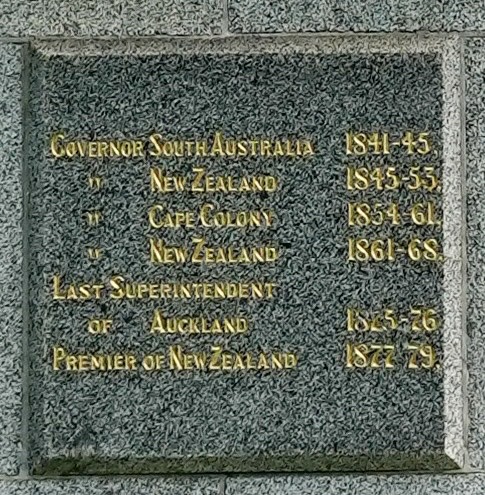 GOVERNOR SOUTH AUSTRALIA 1841-45.
" NEW ZEALAND 1845-53.
" CAPE COLONY 1854-61.
" NEW ZEALAND 1861-68.
LAST SUPERINTENDENT
OF AUCKLAND 1875-76
PREMIER OF NEW ZEALAND 1877-79.